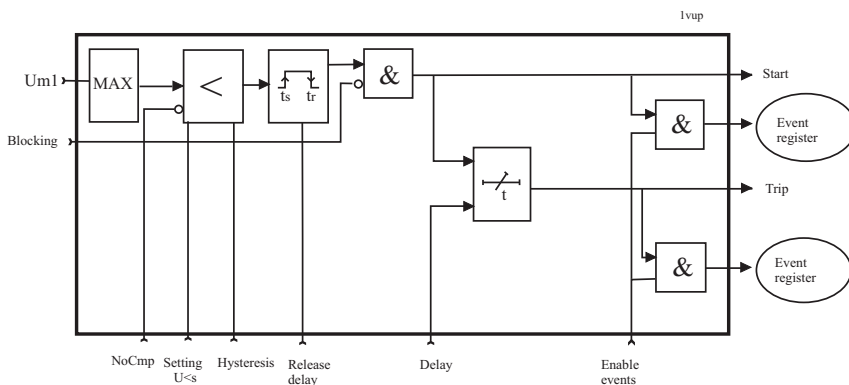 1vup
Um1
MAX
<
ts
tr
&
Start
Blocking
&
Event
register
t
Trip
&
Event
register
NoCmp
Setting
U<s
Hysteresis
Release
delay
Delay
Enable
events